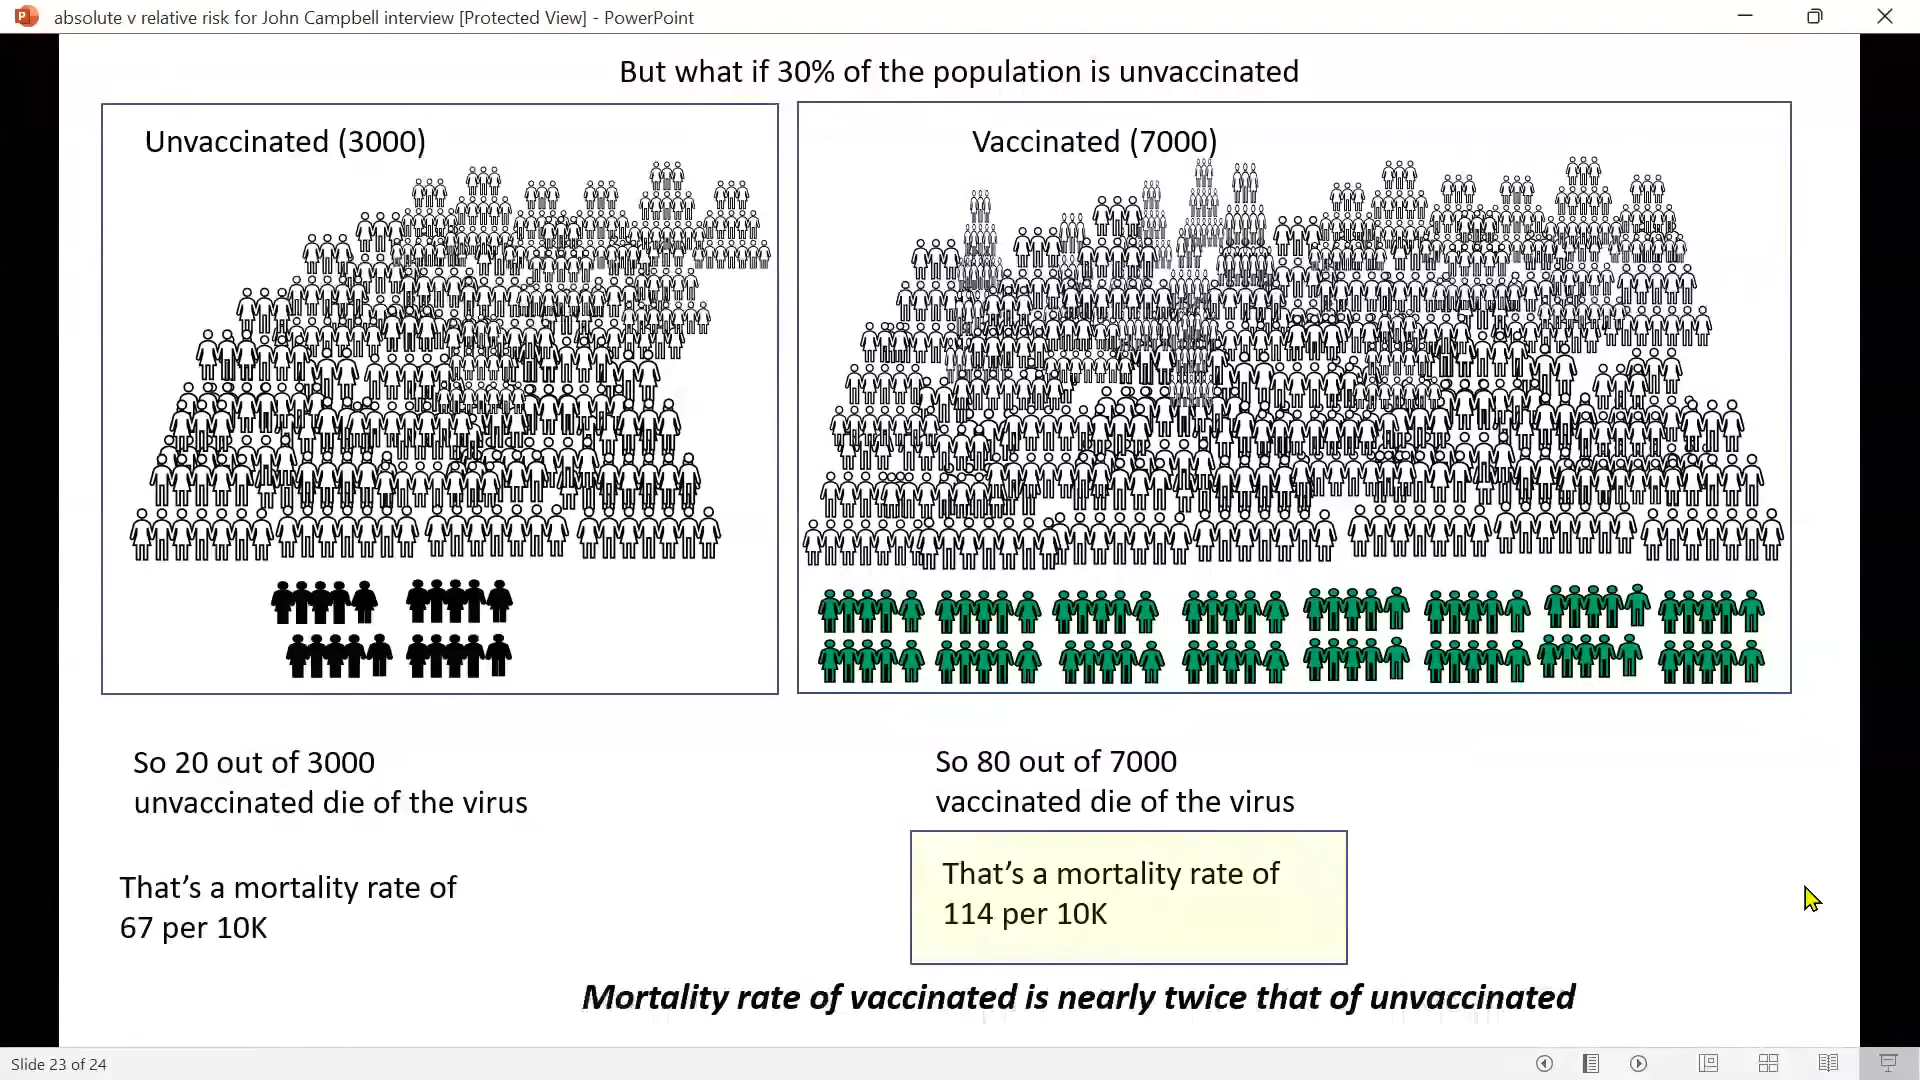 absolute v relative risk for John Campbell interview [Protected View] - PowerPoint
But what if 30% of the population is unvaccinated
Unvaccinated (3000)
Vaccinated (7000)
So 20 out of 3000
unvaccinated die of the virus
So 80 out of 7000
vaccinated die of the virus
That's a mortality rate of
67 per 10K
That's a mortality rate of
114 per 10K
Mortality rate of vaccinated is nearly twice that of unvaccinated
Slide 23 of 24